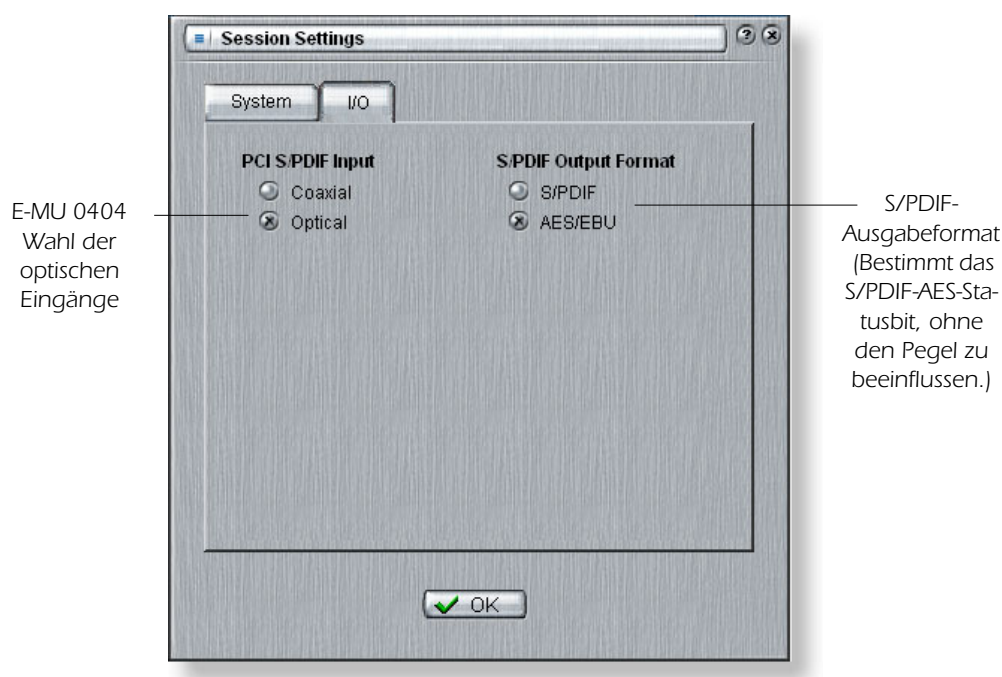 Session Settings
System
I/O
PCI S/PDIF Input
Coaxial
Optical
S/PDIF Output Format
S/PDIF
AES/EBU
OK
E-MU 0404
Wahl der
optischen
Eingänge
S/PDIF-
Ausgabeformat
(Bestimmt das
S/PDIF-AES-Sta-
tusbit, ohne
den Pegel zu
beeinflussen.)